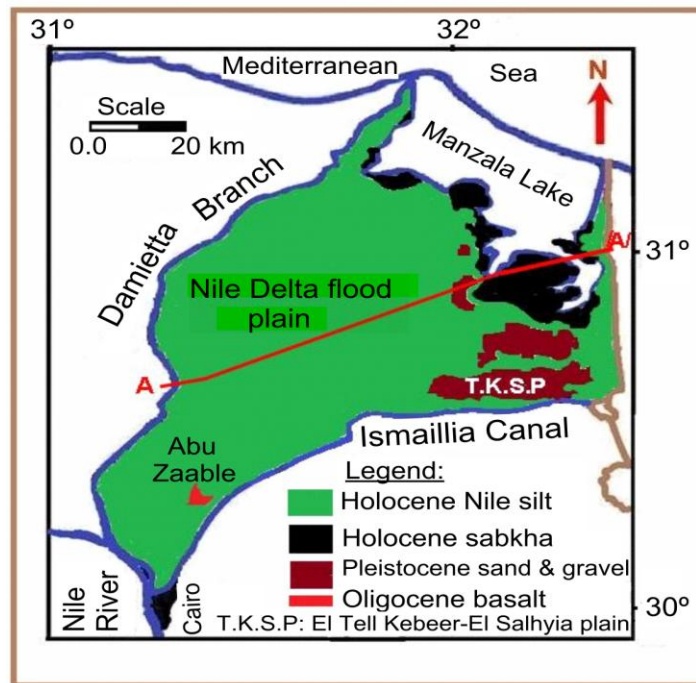 31º 32º
Mediterranean Sea
N
Scale
0.0 20 km
Manzala Lake
Damietta Branch
A/
31º
Nile Delta flood
plain
A
T.K.S.P
Ismaillia Canal
Abu
Zaable
Legend:
Holocene Nile silt
Holocene sabkha
Pleistocene sand & gravel
Oligocene basalt
30º
Nile
River
Cairo
T.K.S.P: El Tell Kebeer-El Salhyia plain